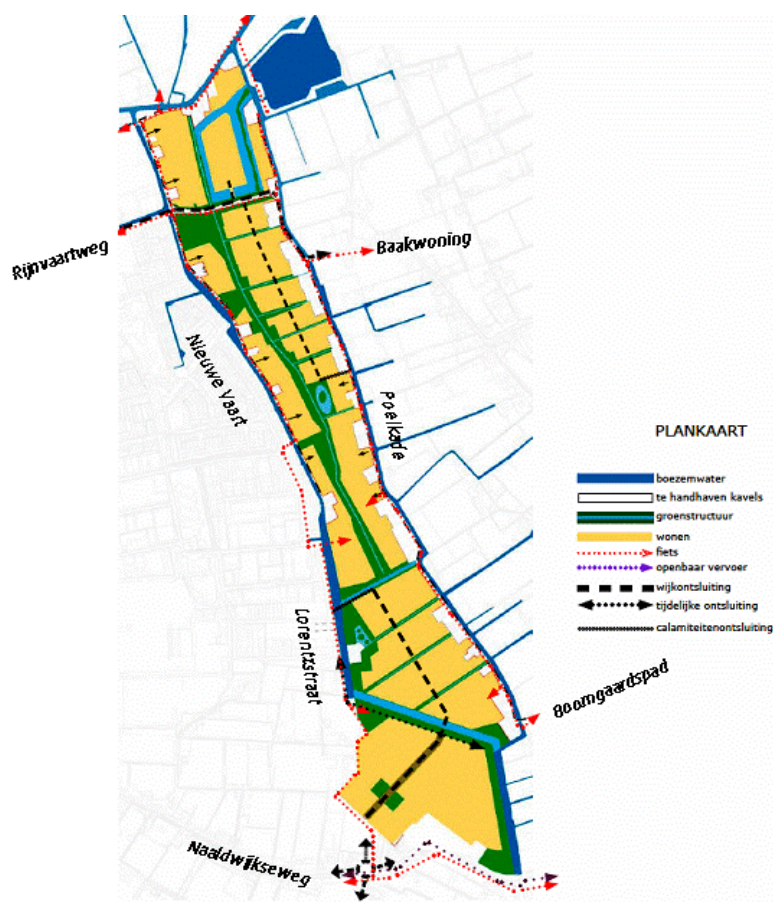 Rijnvaartweg
Baakwoning
Nieuwe Vaart
Poelkade
PLANKAART
boezemwater
te handhaven kavels
groenstructuur
wonen
fiets
openbaar vervoer
wijkontsluiting
tijdelijke ontsluiting
calamiteitenontsluiting
Lorentzstraat
Boomgaardspad
Naaldwijkseweg